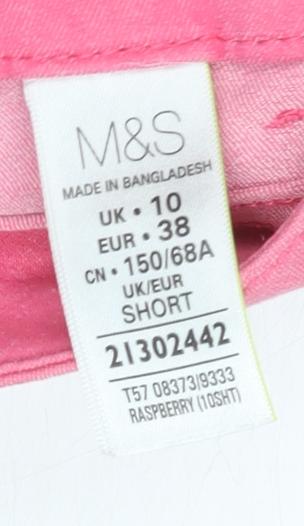 M&S
MADE IN BANGLADESH
UK • 10
EUR • 38
CN • 150/68A
UK/EUR
SHORT
21302442
T57 08373/9333
RASPBERRY (10SHT)